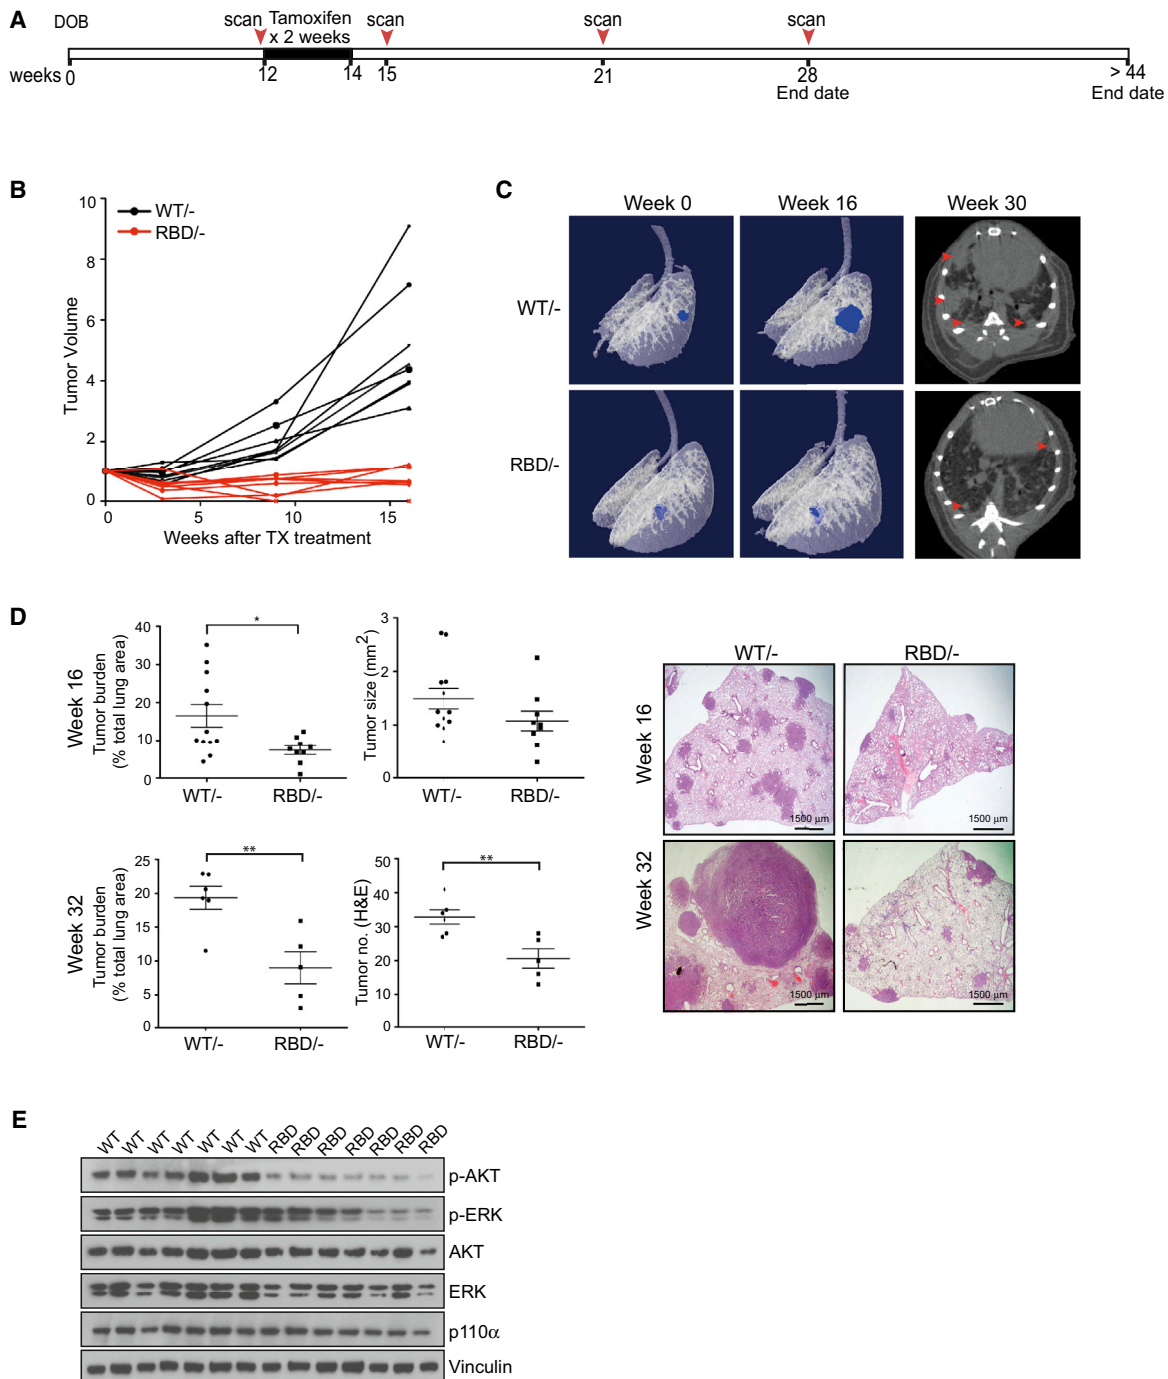 A
DOB
scan
Tamoxifen
x 2 weeks
scan
scan
scan
weeks 0
12
14
15
21
28
End date
> 44
End date
B
10
8
6
4
2
0
Tumor Volume
WT/-
RBD/-
0
5
10
15
Weeks after TX treatment
C
Week 0
Week 16
Week 30
WT/-
RBD/-
D
Week 16
Tumor burden
(% total lung area)
40
30
20
10
0
*
WT/-
RBD/-
Tumor size (mm2)
3
2
1
0
WT/-
RBD/-
Week 32
Tumor burden
(% total lung area)
25
20
15
10
5
0
**
WT/-
RBD/-
Tumor no. (H&E)
50
40
30
20
10
0
**
WT/-
RBD/-
WT/-
RBD/-
Week 16
1500 µm
1500 µm
Week 32
1500 µm
1500 µm
E
WT WT WT WT WT WT WT RBD RBD RBD RBD RBD RBD RBD
p-AKT
p-ERK
AKT
ERK
p110α
Vinculin